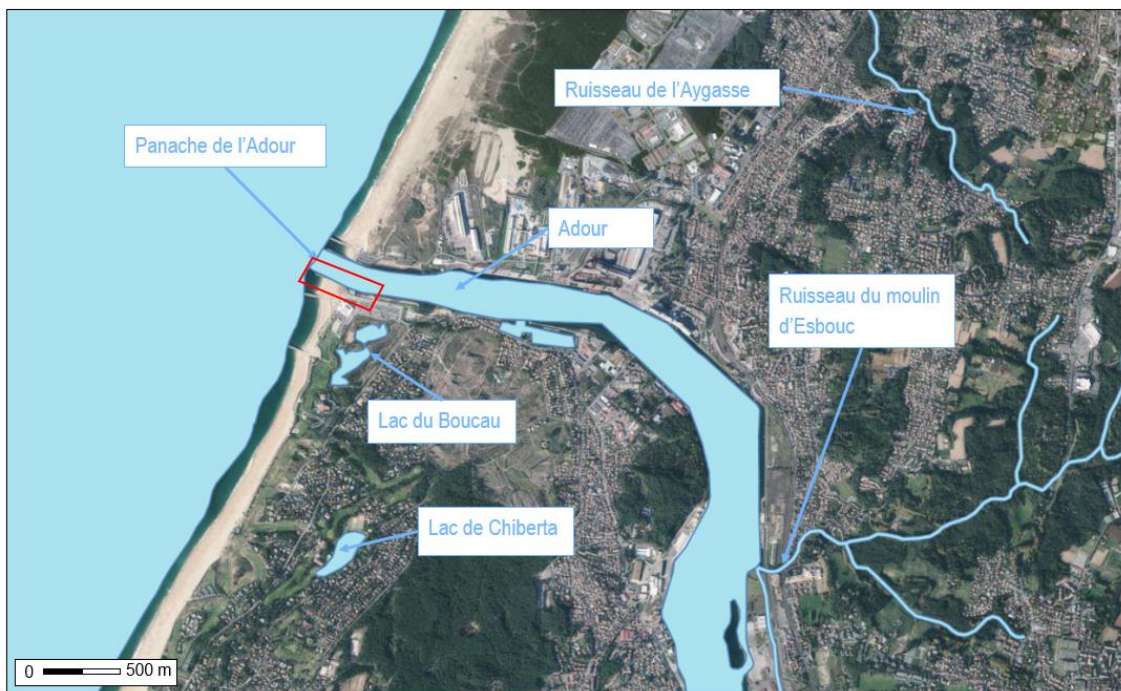 Ruisseau de l’Aygasse
Panache de l’Adour
Adour
Ruisseau du moulin
d’Esbouc
Lac du Boucau
Lac de Chiberta
0 500 m